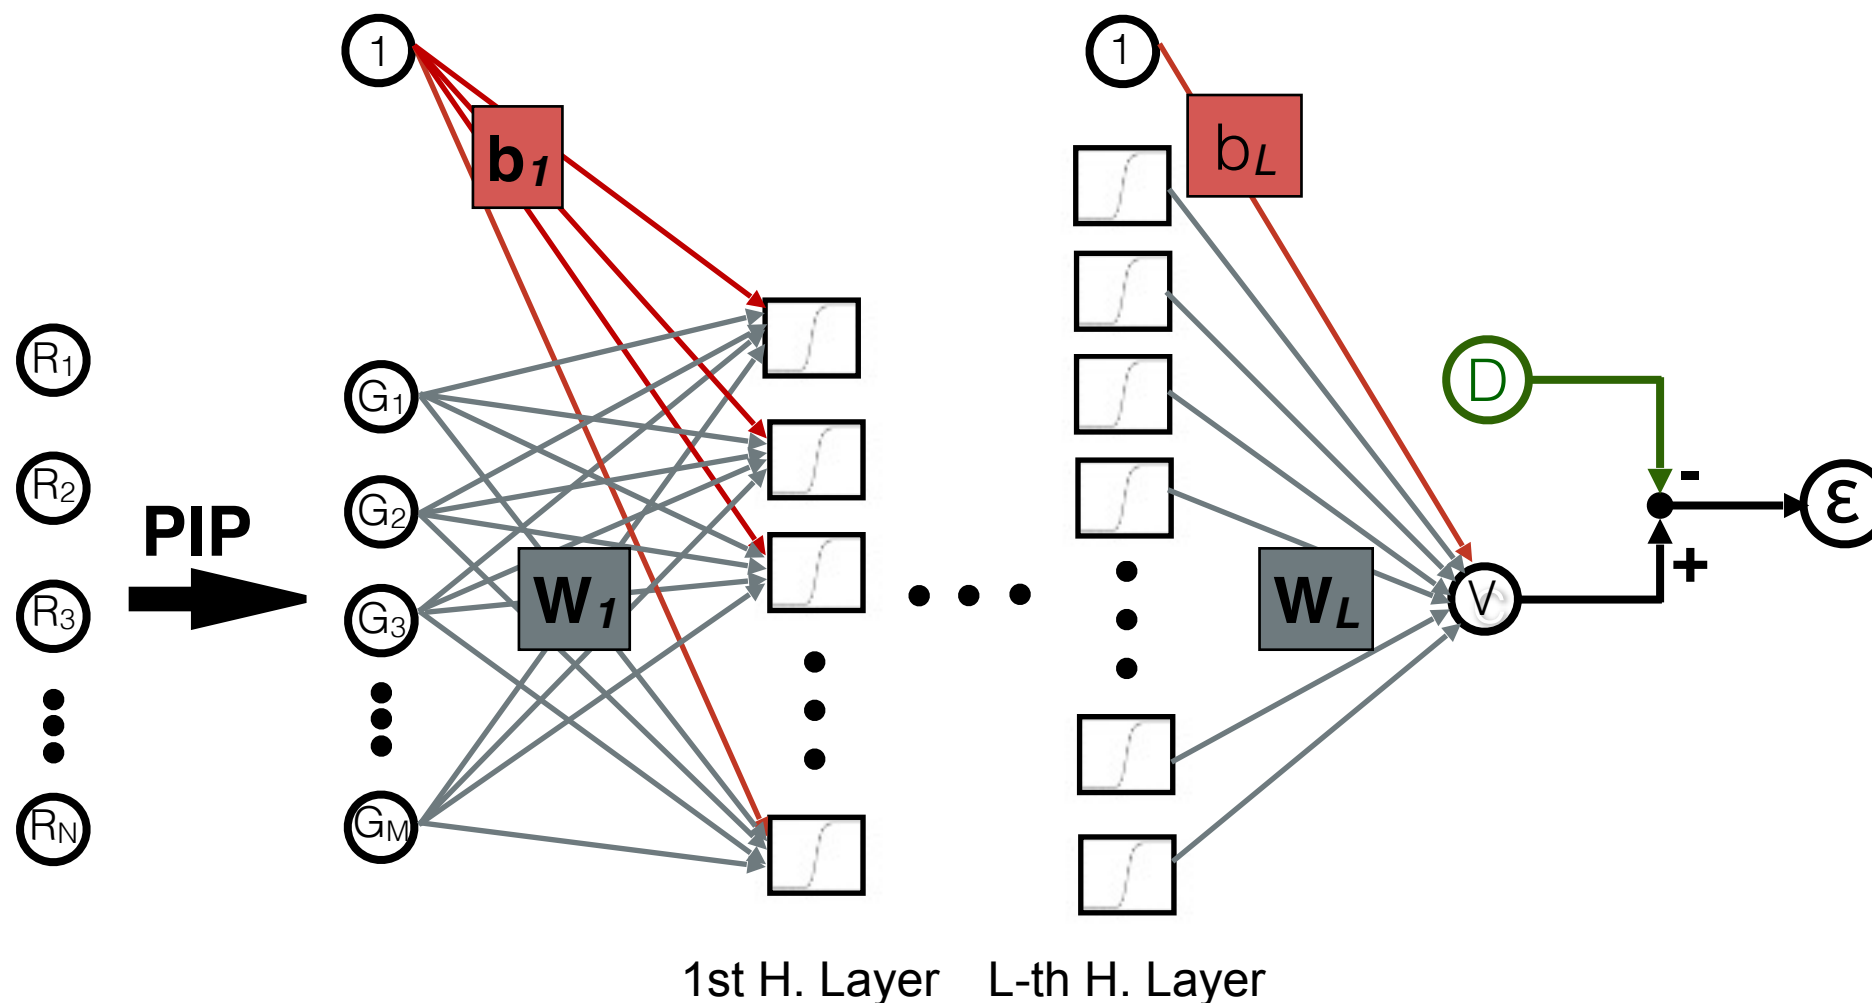 1
1
b1
bL
R1
G1
D
R2
G2
PIP
-
ε
+
R3
G3
W1
WL
V
C
RN
GM
1st H. Layer
L-th H. Layer